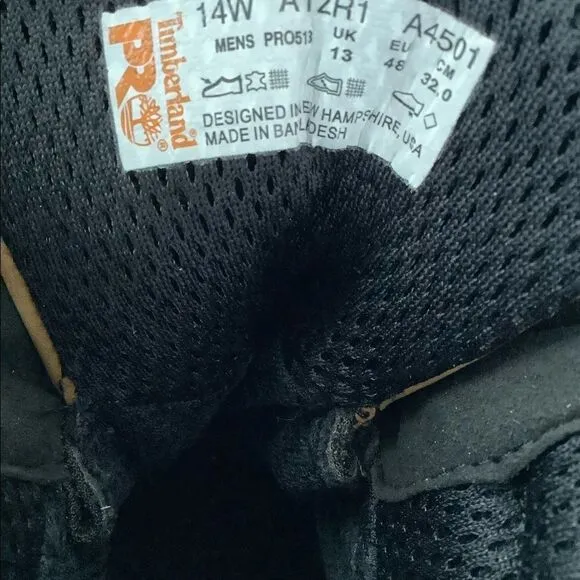 Timberland®
PRO
14W A12R1 A4501
MENS PRO513 UK EU CM
13 48 32.0
DESIGNED IN NEW HAMPSHIRE, USA
MADE IN BANGLADESH